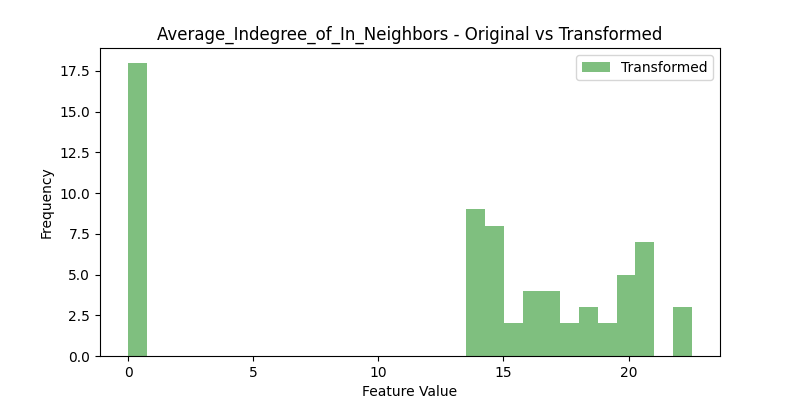 Average_Indegree_of_In_Neighbors - Original vs Transformed
Transformed
17.5
15.0
12.5
10.0
7.5
5.0
2.5
0.0
Frequency
0 5 10 15 20
Feature Value